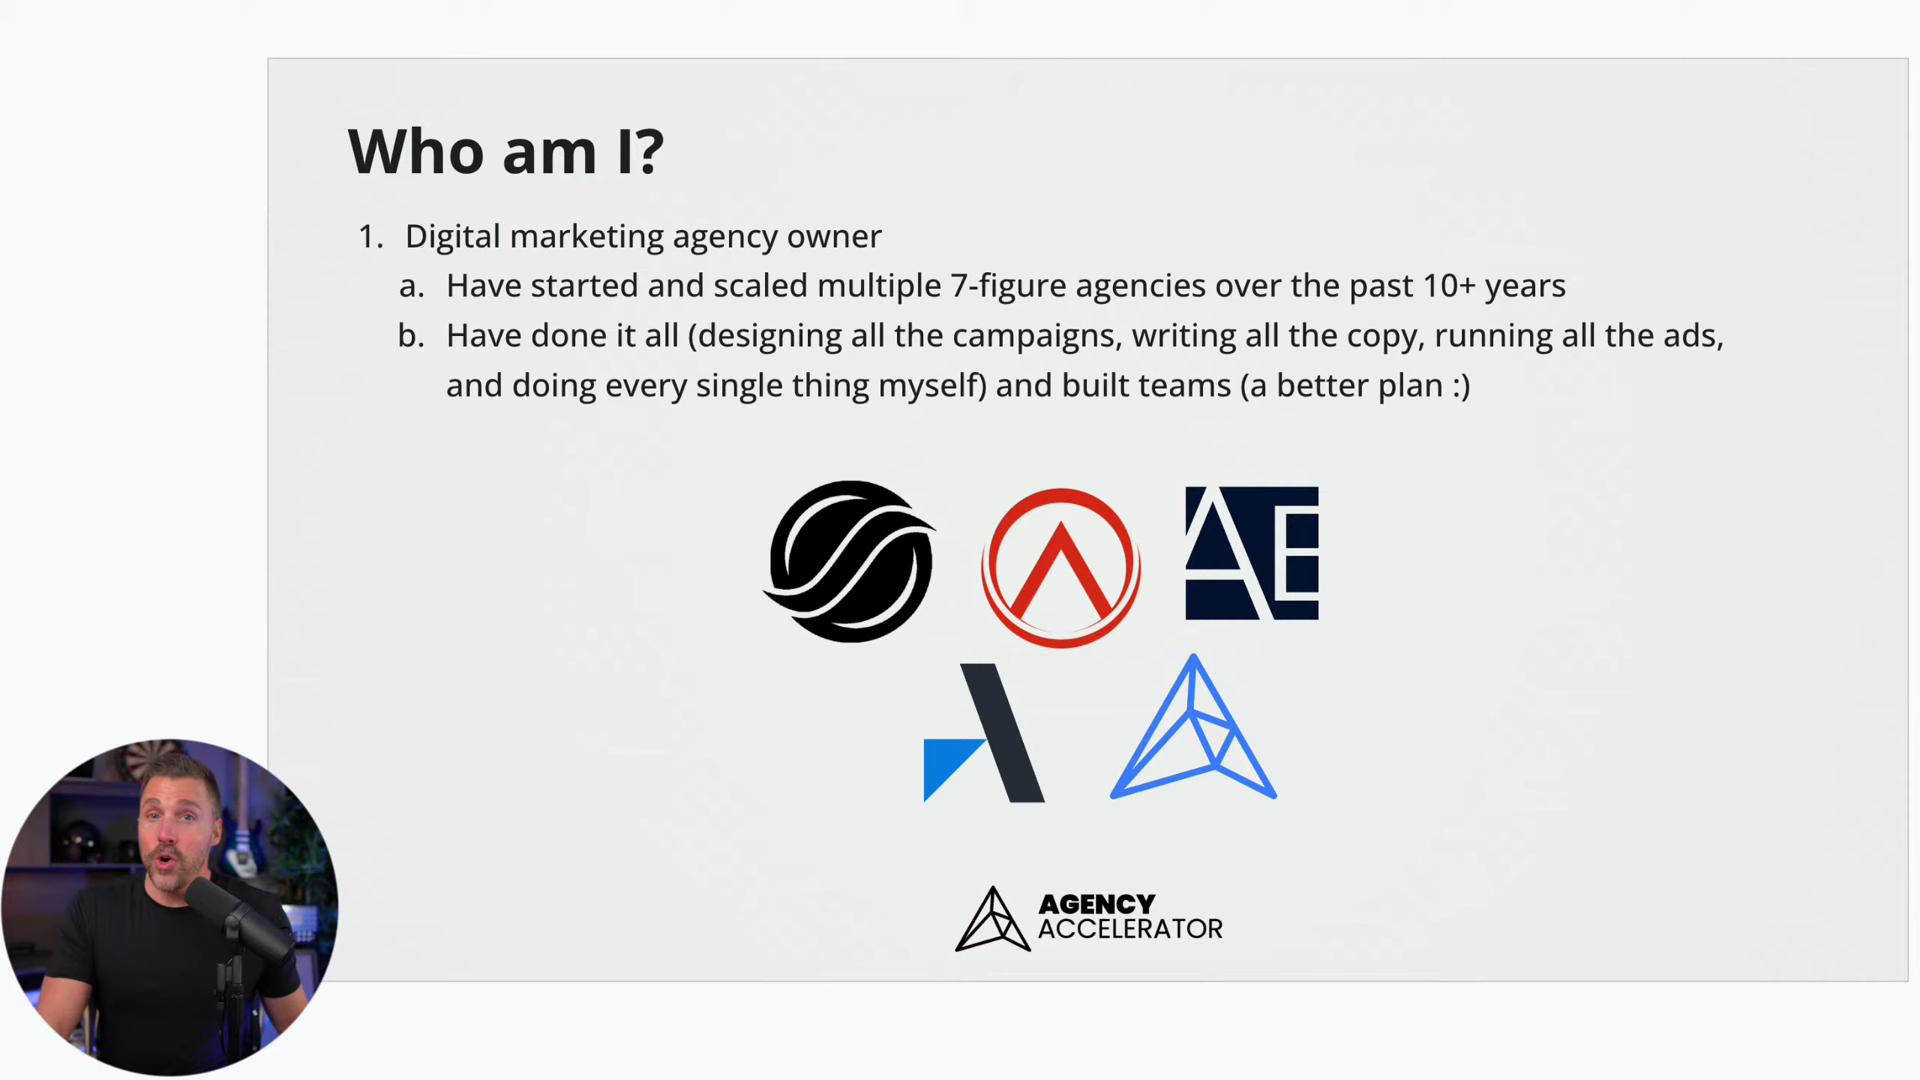 Who am I?
1. Digital marketing agency owner
a. Have started and scaled multiple 7-figure agencies over the past 10+ years
b. Have done it all (designing all the campaigns, writing all the copy, running all the ads,
and doing every single thing myself) and built teams (a better plan :)
AE
AGENCY
ACCELERATOR